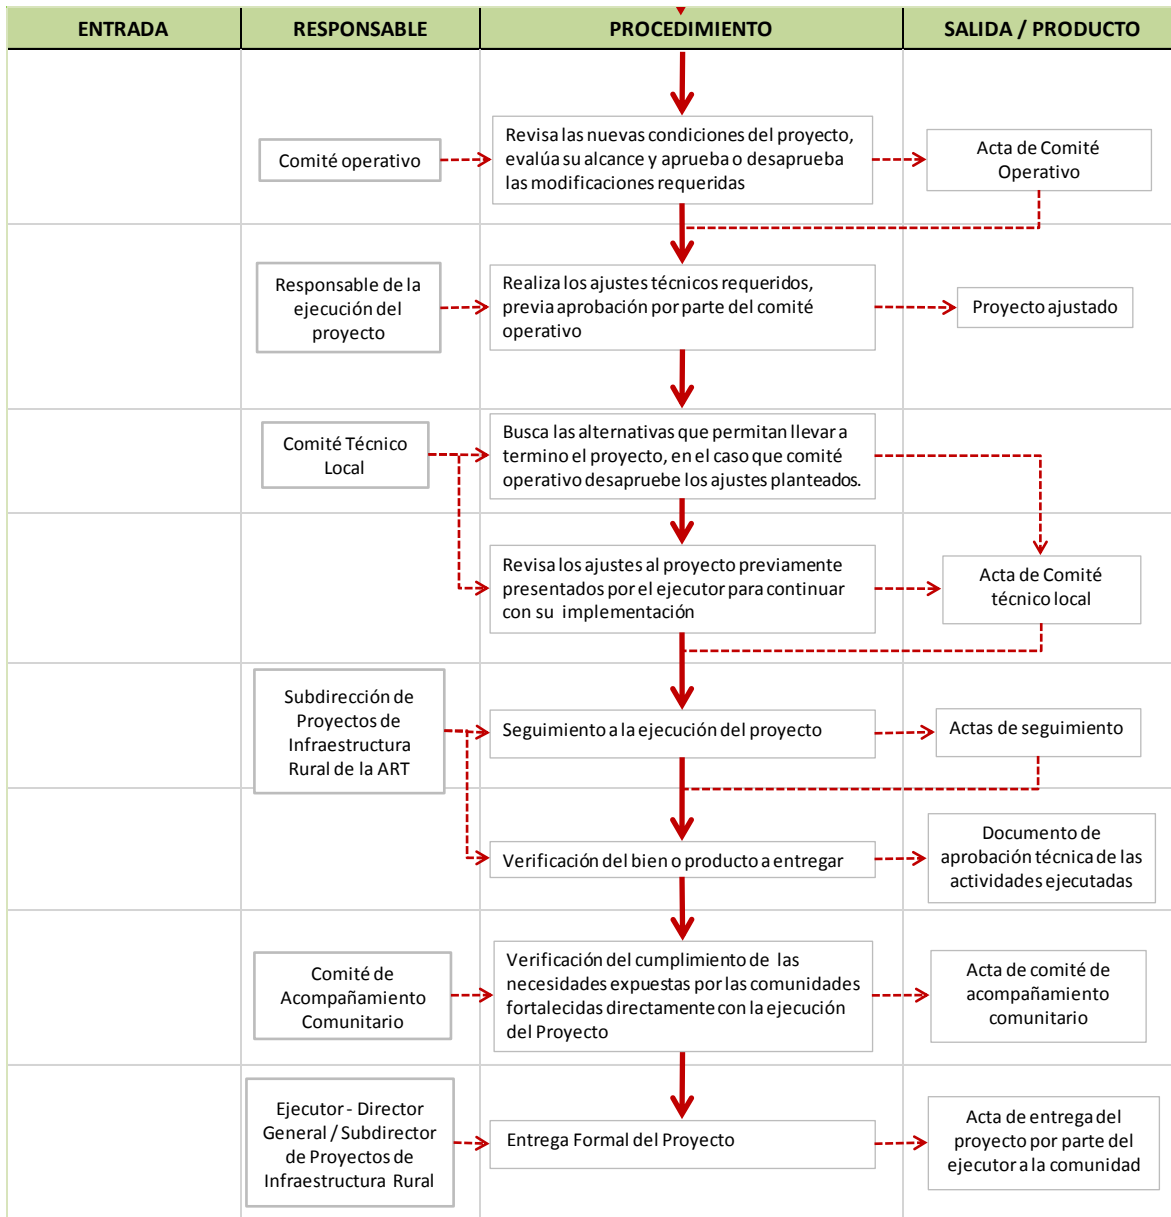 ENTRADA
RESPONSABLE
PROCEDIMIENTO
SALIDA / PRODUCTO
Comité operativo
Revisa las nuevas condiciones del proyecto,
evalúa su alcance y aprueba o desaprueba
las modificaciones requeridas
Acta de Comité
Operativo
Responsable de la
ejecución del
proyecto
Realiza los ajustes técnicos requeridos,
previa aprobación por parte del comité
operativo
Proyecto ajustado
Comité Técnico
Local
Busca las alternativas que permitan llevar a
termino el proyecto, en el caso que comité
operativo desapruebe los ajustes planteados.
Revisa los ajustes al proyecto previamente
presentados por el ejecutor para continuar
con su implementación
Acta de Comité
técnico local
Subdirección de
Proyectos de
Infraestructura
Rural de la ART
Seguimiento a la ejecución del proyecto
Actas de seguimiento
Verificación del bien o producto a entregar
Documento de
aprobación técnica de las
actividades ejecutadas
Comité de
Acompañamiento
Comunitario
Verificación del cumplimiento de las
necesidades expuestas por las comunidades
fortalecidas directamente con la ejecución
del Proyecto
Acta de comité de
acompañamiento
comunitario
Ejecutor - Director
General / Subdirector
de Proyectos de
Infraestructura Rural
Entrega Formal del Proyecto
Acta de entrega del
proyecto por parte del
ejecutor a la comunidad